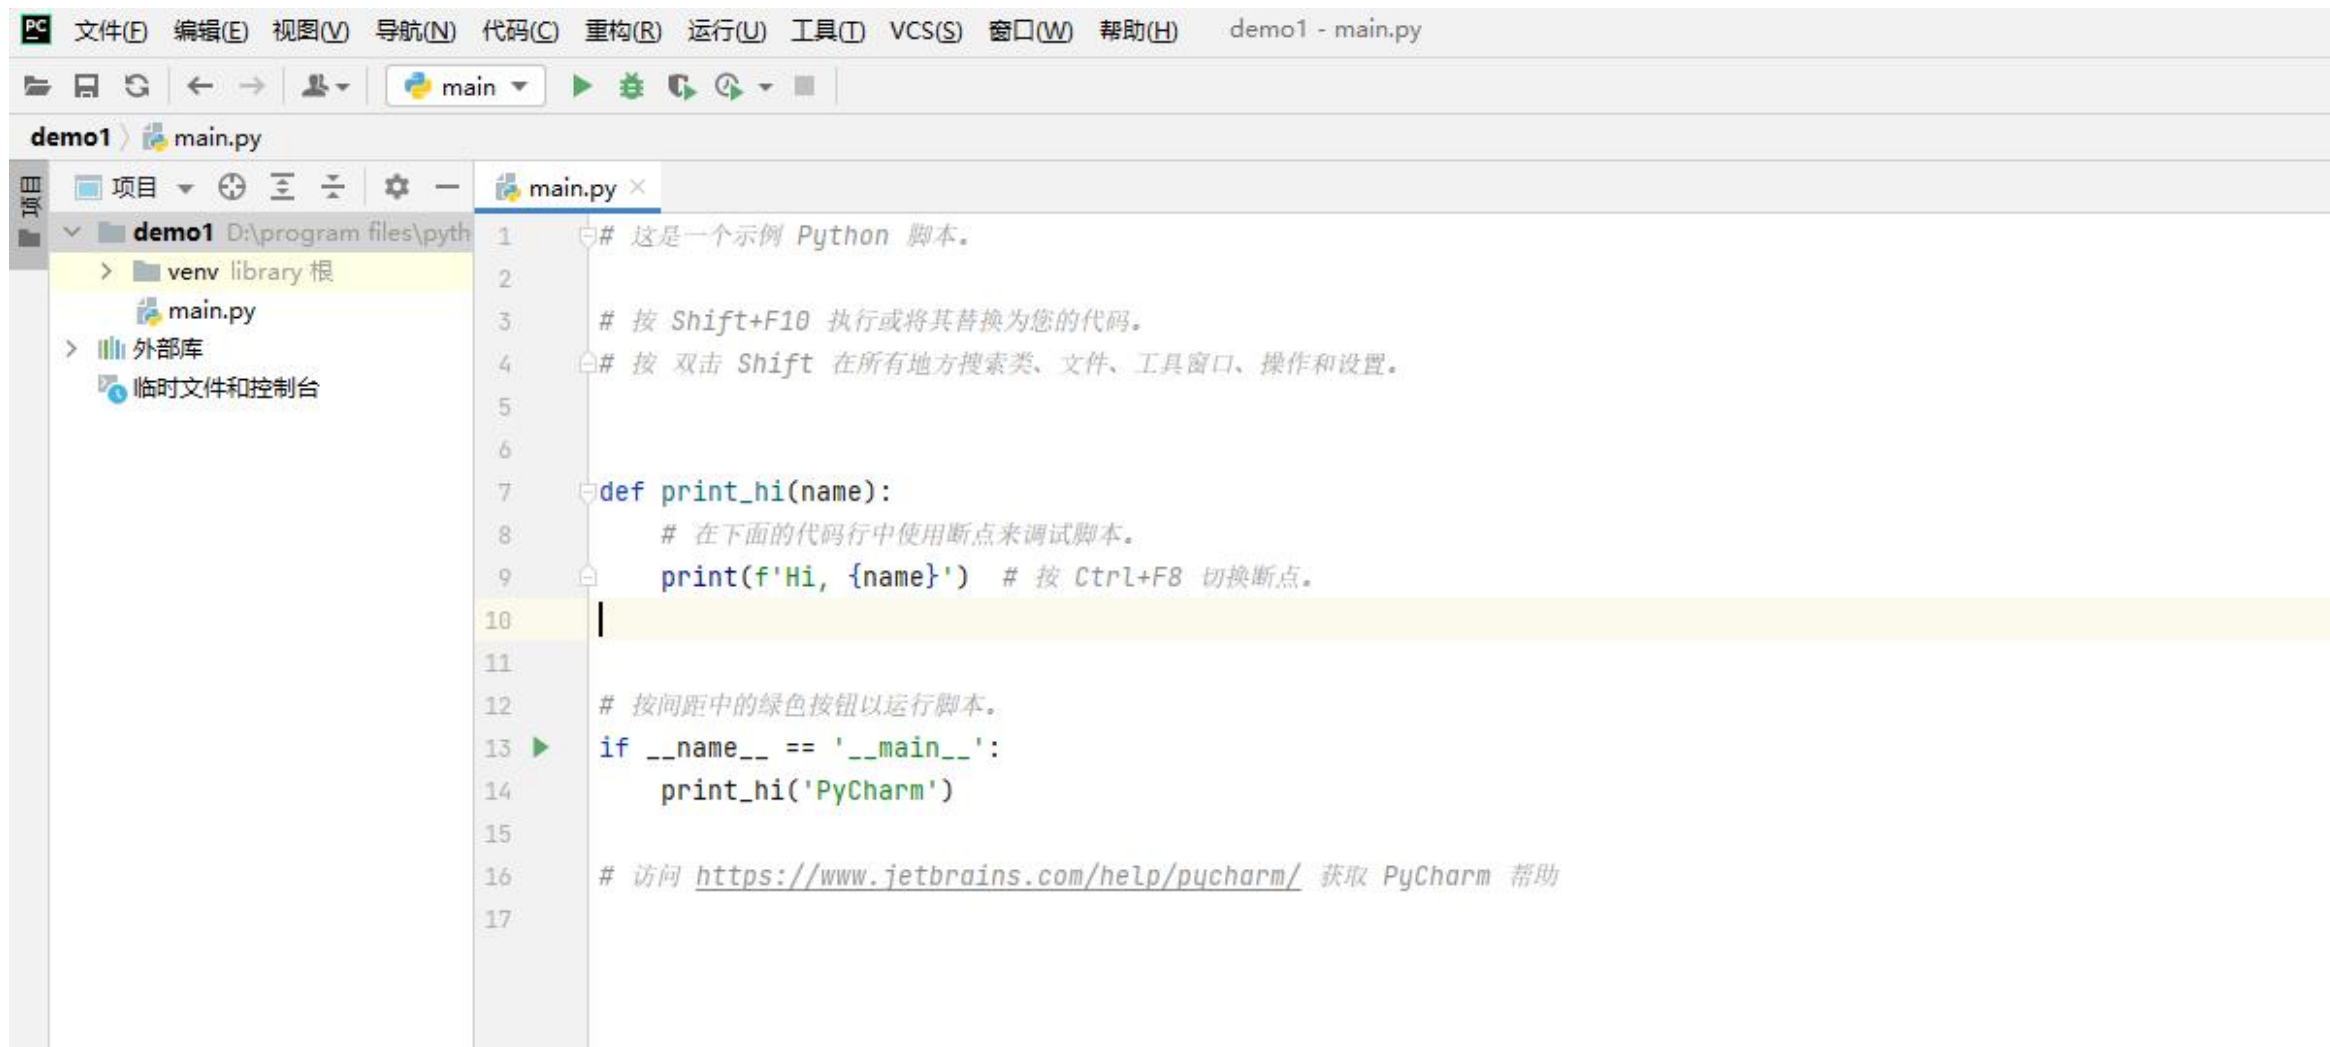 PC 文件(F) 编辑(E) 视图(V) 导航(N) 代码(C) 重构(R) 运行(U) 工具(T) VCS(S) 窗口(W) 帮助(H) demo1 - main.py
main
demo1 main.py
项目
项目
main.py
demo1 D:\program files\pyth
venv library 根
main.py
外部库
临时文件和控制台
1 # 这是一个示例 Python 脚本。
2
3 # 按 Shift+F10 执行或将其替换为您的代码。
4 # 按 双击 Shift 在所有地方搜索类、文件、工具窗口、操作和设置。
5
6
7 def print_hi(name):
8     # 在下面的代码行中使用断点来调试脚本。
9     print(f'Hi, {name}')  # 按 Ctrl+F8 切换断点。
10
11
12 # 按间距中的绿色按钮以运行脚本。
13 if __name__ == '__main__':
14     print_hi('PyCharm')
15
16 # 访问 https://www.jetbrains.com/help/pycharm/ 获取 PyCharm 帮助
17